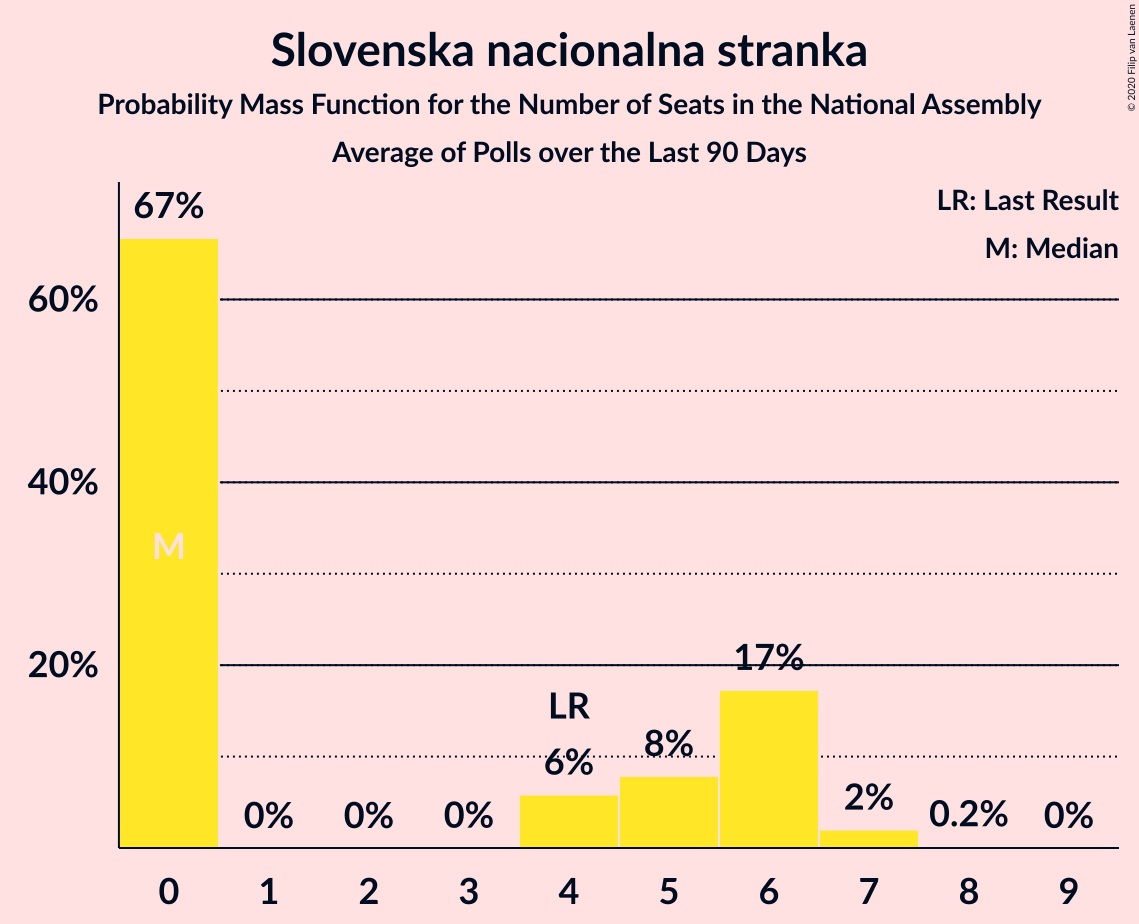 Slovenska nacionalna stranka
Probability Mass Function for the Number of Seats in the National Assembly
Average of Polls over the Last 90 Days
© 2020 Filip van Laenen
LR: Last Result
M: Median
67%
60%
40%
20%
M
0%
0%
0%
LR
6%
8%
17%
2%
0.2%
0%
0 1 2 3 4 5 6 7 8 9